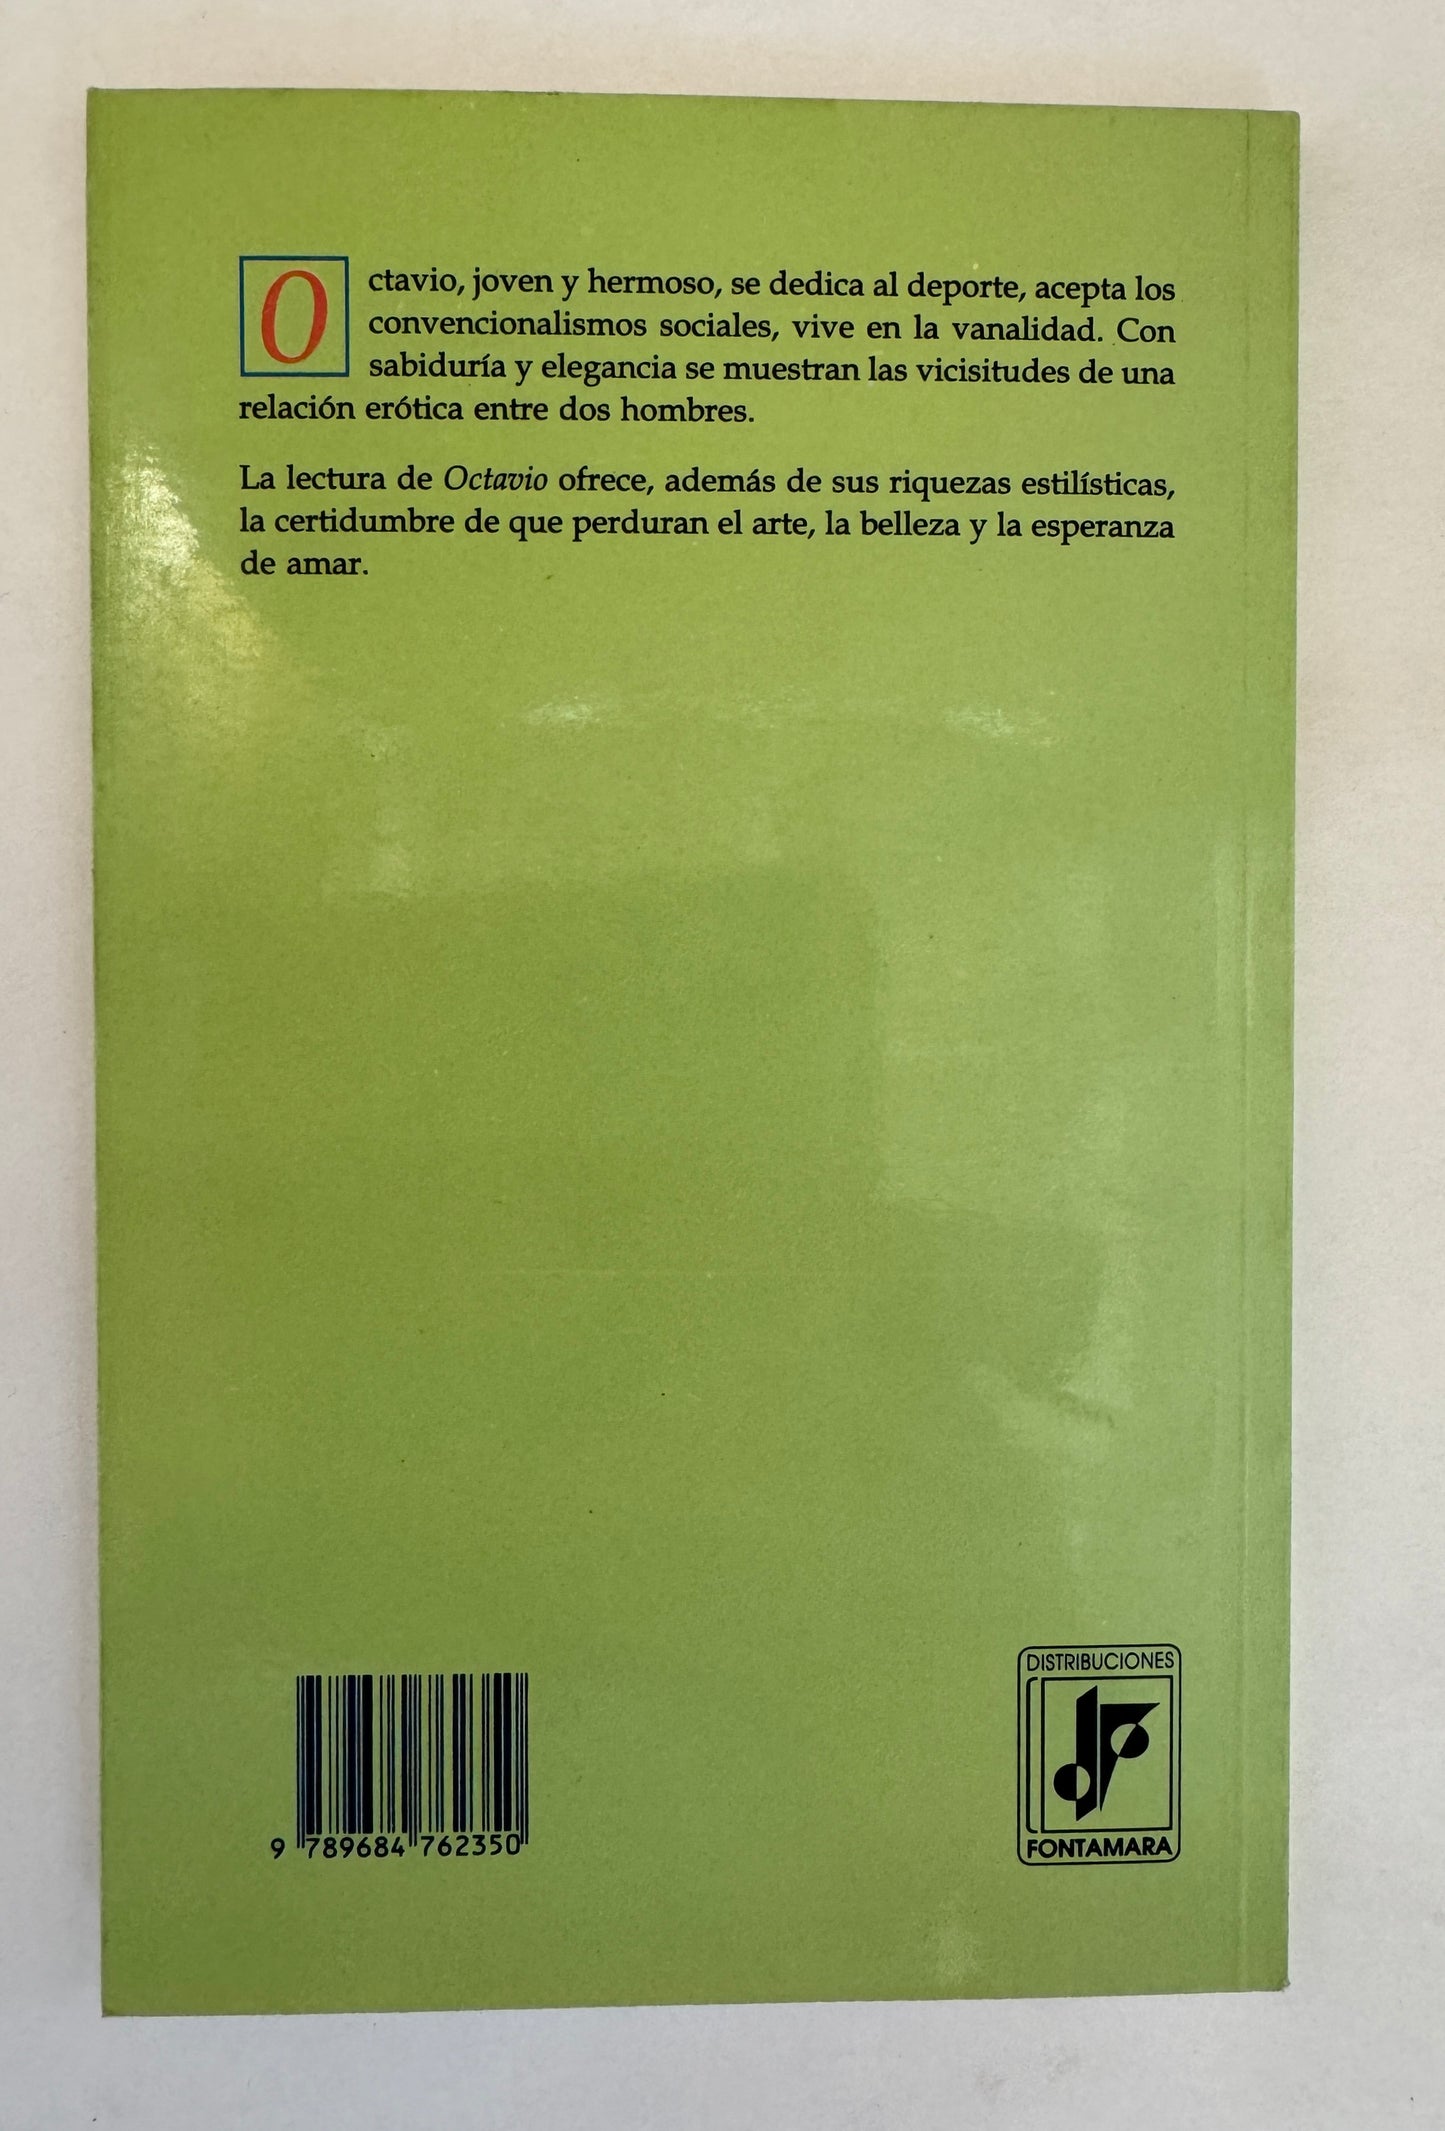 Octavio, joven y hermoso, se dedica al deporte, acepta los
convencionalismos sociales, vive en la vanalidad. Con
sabiduría y elegancia se muestran las vicisitudes de una
relación erótica entre dos hombres.
La lectura de Octavio ofrece, además de sus riquezas estilísticas,
la certidumbre de que perduran el arte, la belleza y la esperanza
de amar.
9 789684 762350
DISTRIBUCIONES
FONTAMARA